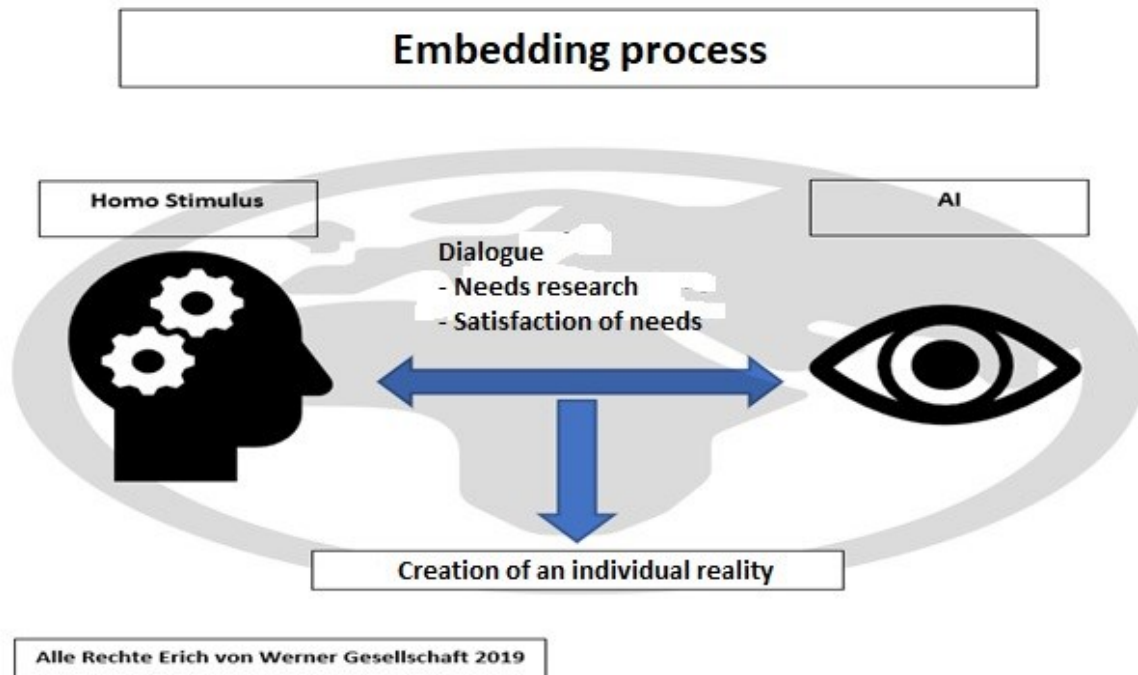 Embedding process
Homo Stimulus
AI
Dialogue
- Needs research
- Satisfaction of needs
Creation of an individual reality
Alle Rechte Erich von Werner Gesellschaft 2019